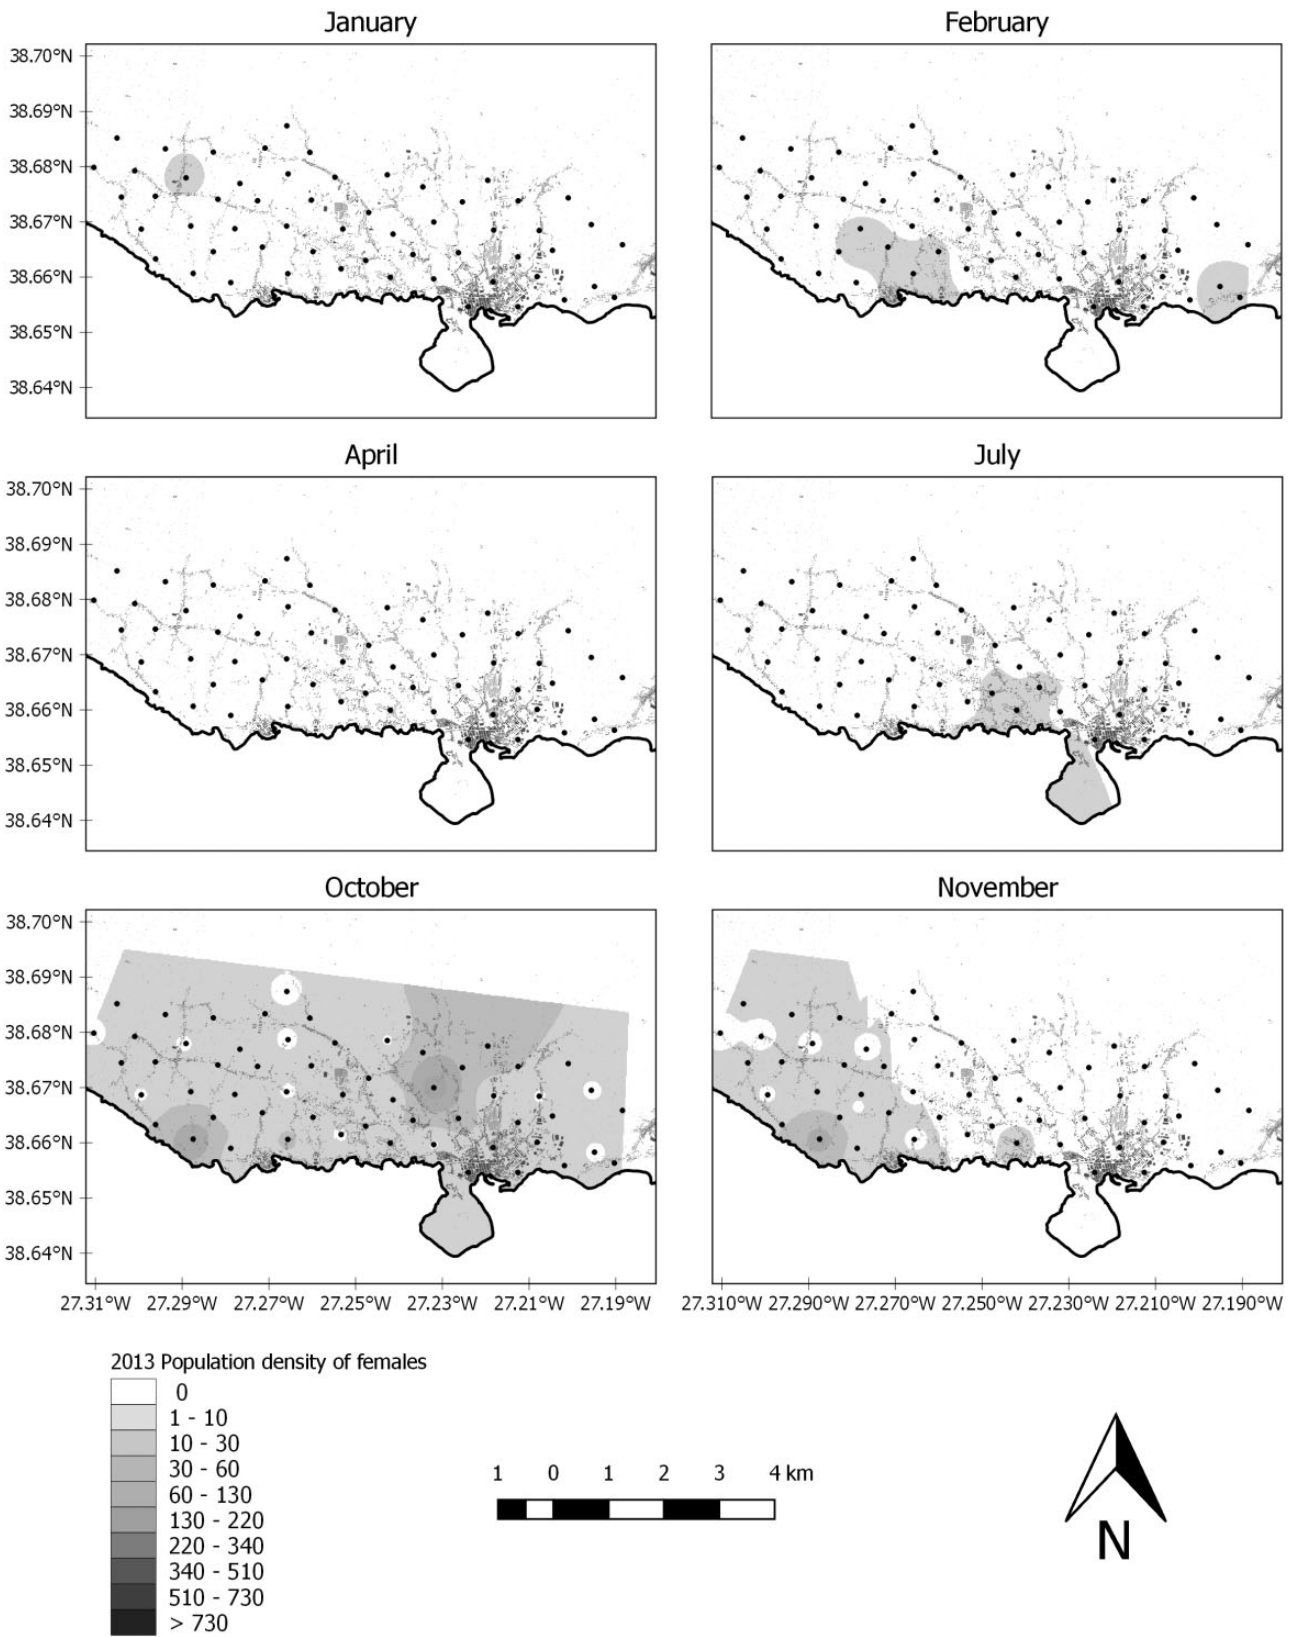 January
February
38.70°N
38.69°N
38.68°N
38.67°N
38.66°N
38.65°N
38.64°N
April
July
38.70°N
38.69°N
38.68°N
38.67°N
38.66°N
38.65°N
38.64°N
October
November
38.70°N
38.69°N
38.68°N
38.67°N
38.66°N
38.65°N
38.64°N
27.31°W 27.29°W 27.27°W 27.25°W 27.23°W 27.21°W 27.19°W
27.310°W 27.290°W 27.270°W 27.250°W 27.230°W 27.210°W 27.190°W
2013 Population density of females
0
1 - 10
10 - 30
30 - 60
60 - 130
130 - 220
220 - 340
340 - 510
510 - 730
> 730
1 0 1 2 3 4 km
N